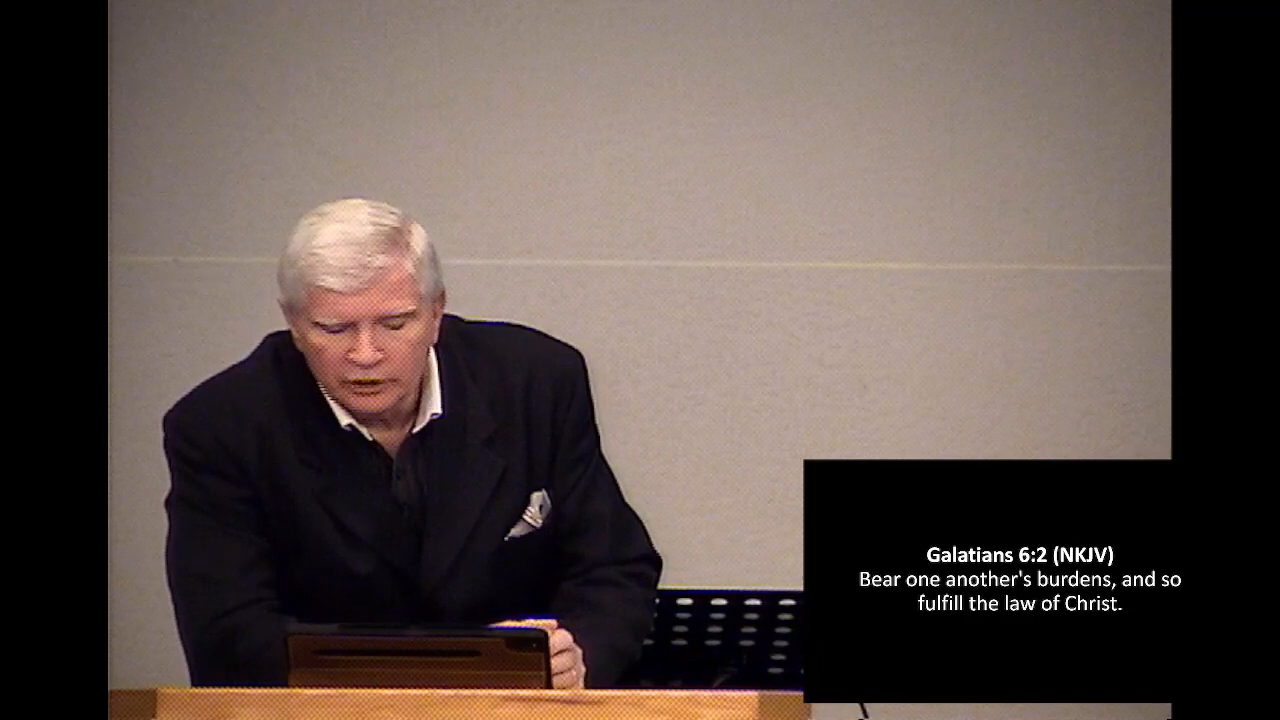 Galatians 6:2 (NKJV)
Bear one another's burdens, and so
fulfill the law of Christ.